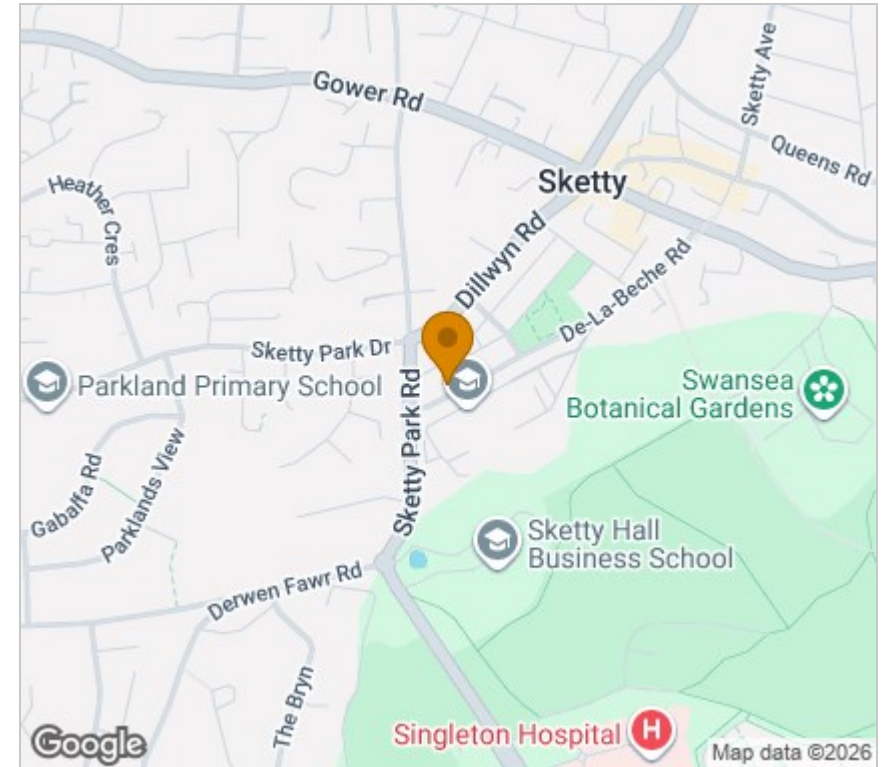 Gower Rd
Sketty Ave
Queens Rd
Sketty
Heather Cres
Dillwyn Rd
De-La-Beche Rd
Sketty Park Dr
Parkland Primary School
Sketty Park Rd
Swansea
Botanical Gardens
Gabalfa Rd
Parklands View
Sketty Hall
Business School
Derwen Fawr Rd
The Bryn
Singleton Hospital
H
Google
Map data ©2026